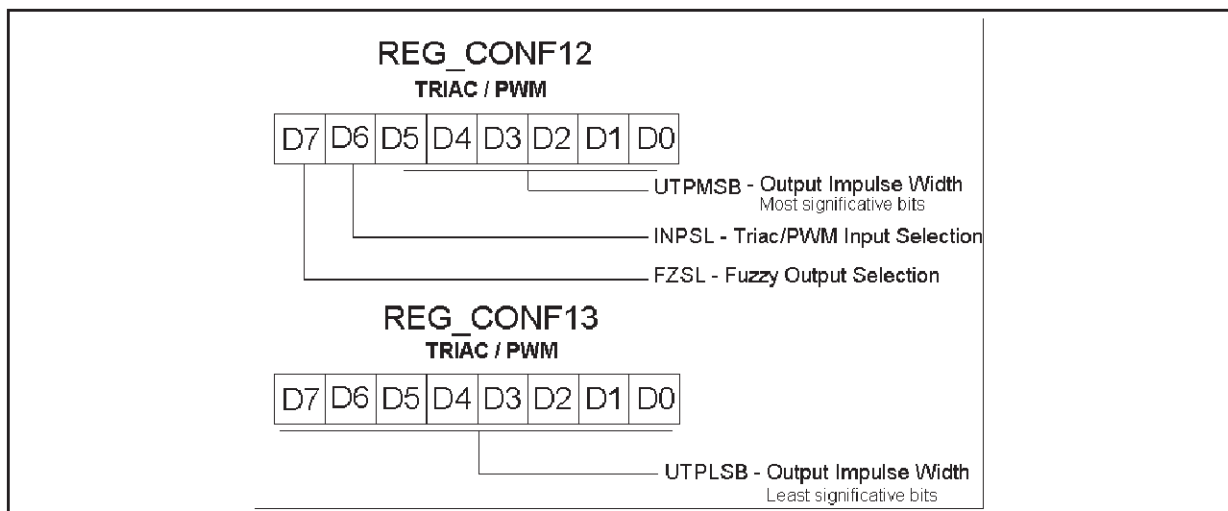 REG_CONF12
TRIAC / PWM
D7 D6 D5 D4 D3 D2 D1 D0
UTPMSB - Output Impulse Width
Most significative bits
INPSL - Triac/PWM Input Selection
FZSL - Fuzzy Output Selection
REG_CONF13
TRIAC / PWM
D7 D6 D5 D4 D3 D2 D1 D0
UTPLSB - Output Impulse Width
Least significative bits